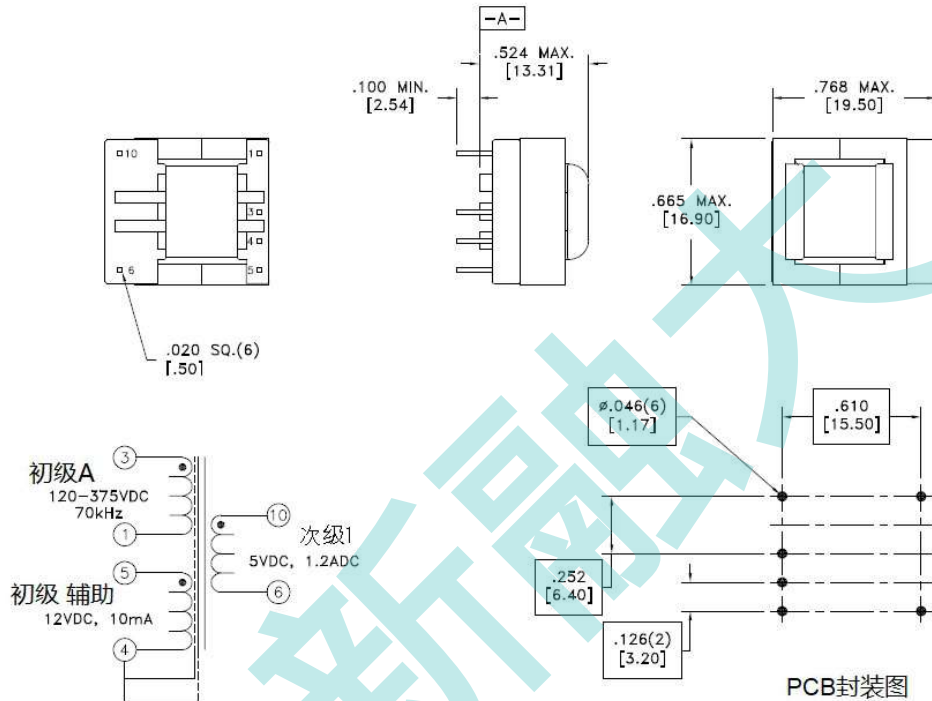 -A-
.524 MAX.
[13.31]
.100 MIN.
[2.54]
.768 MAX.
[19.50]
10
1
3
4
6
5
.665 MAX.
[16.90]
.020 SQ.(6)
[.50]
ø.046(6)
[1.17]
.610
[15.50]
3
初级A
120-375VDC
70kHz
1
10
次级1
5VDC, 1.2ADC
6
5
初级 辅助
12VDC, 10mA
4
.252
[6.40]
.126(2)
[3.20]
PCB封装图
新融大